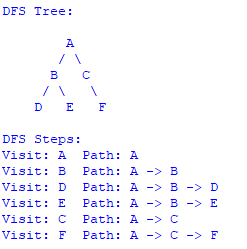 DFS Tree:
A
/ \
B C
/ \ \
D E F
DFS Steps:
Visit: A Path: A
Visit: B Path: A -> B
Visit: D Path: A -> B -> D
Visit: E Path: A -> B -> E
Visit: C Path: A -> C
Visit: F Path: A -> C -> F